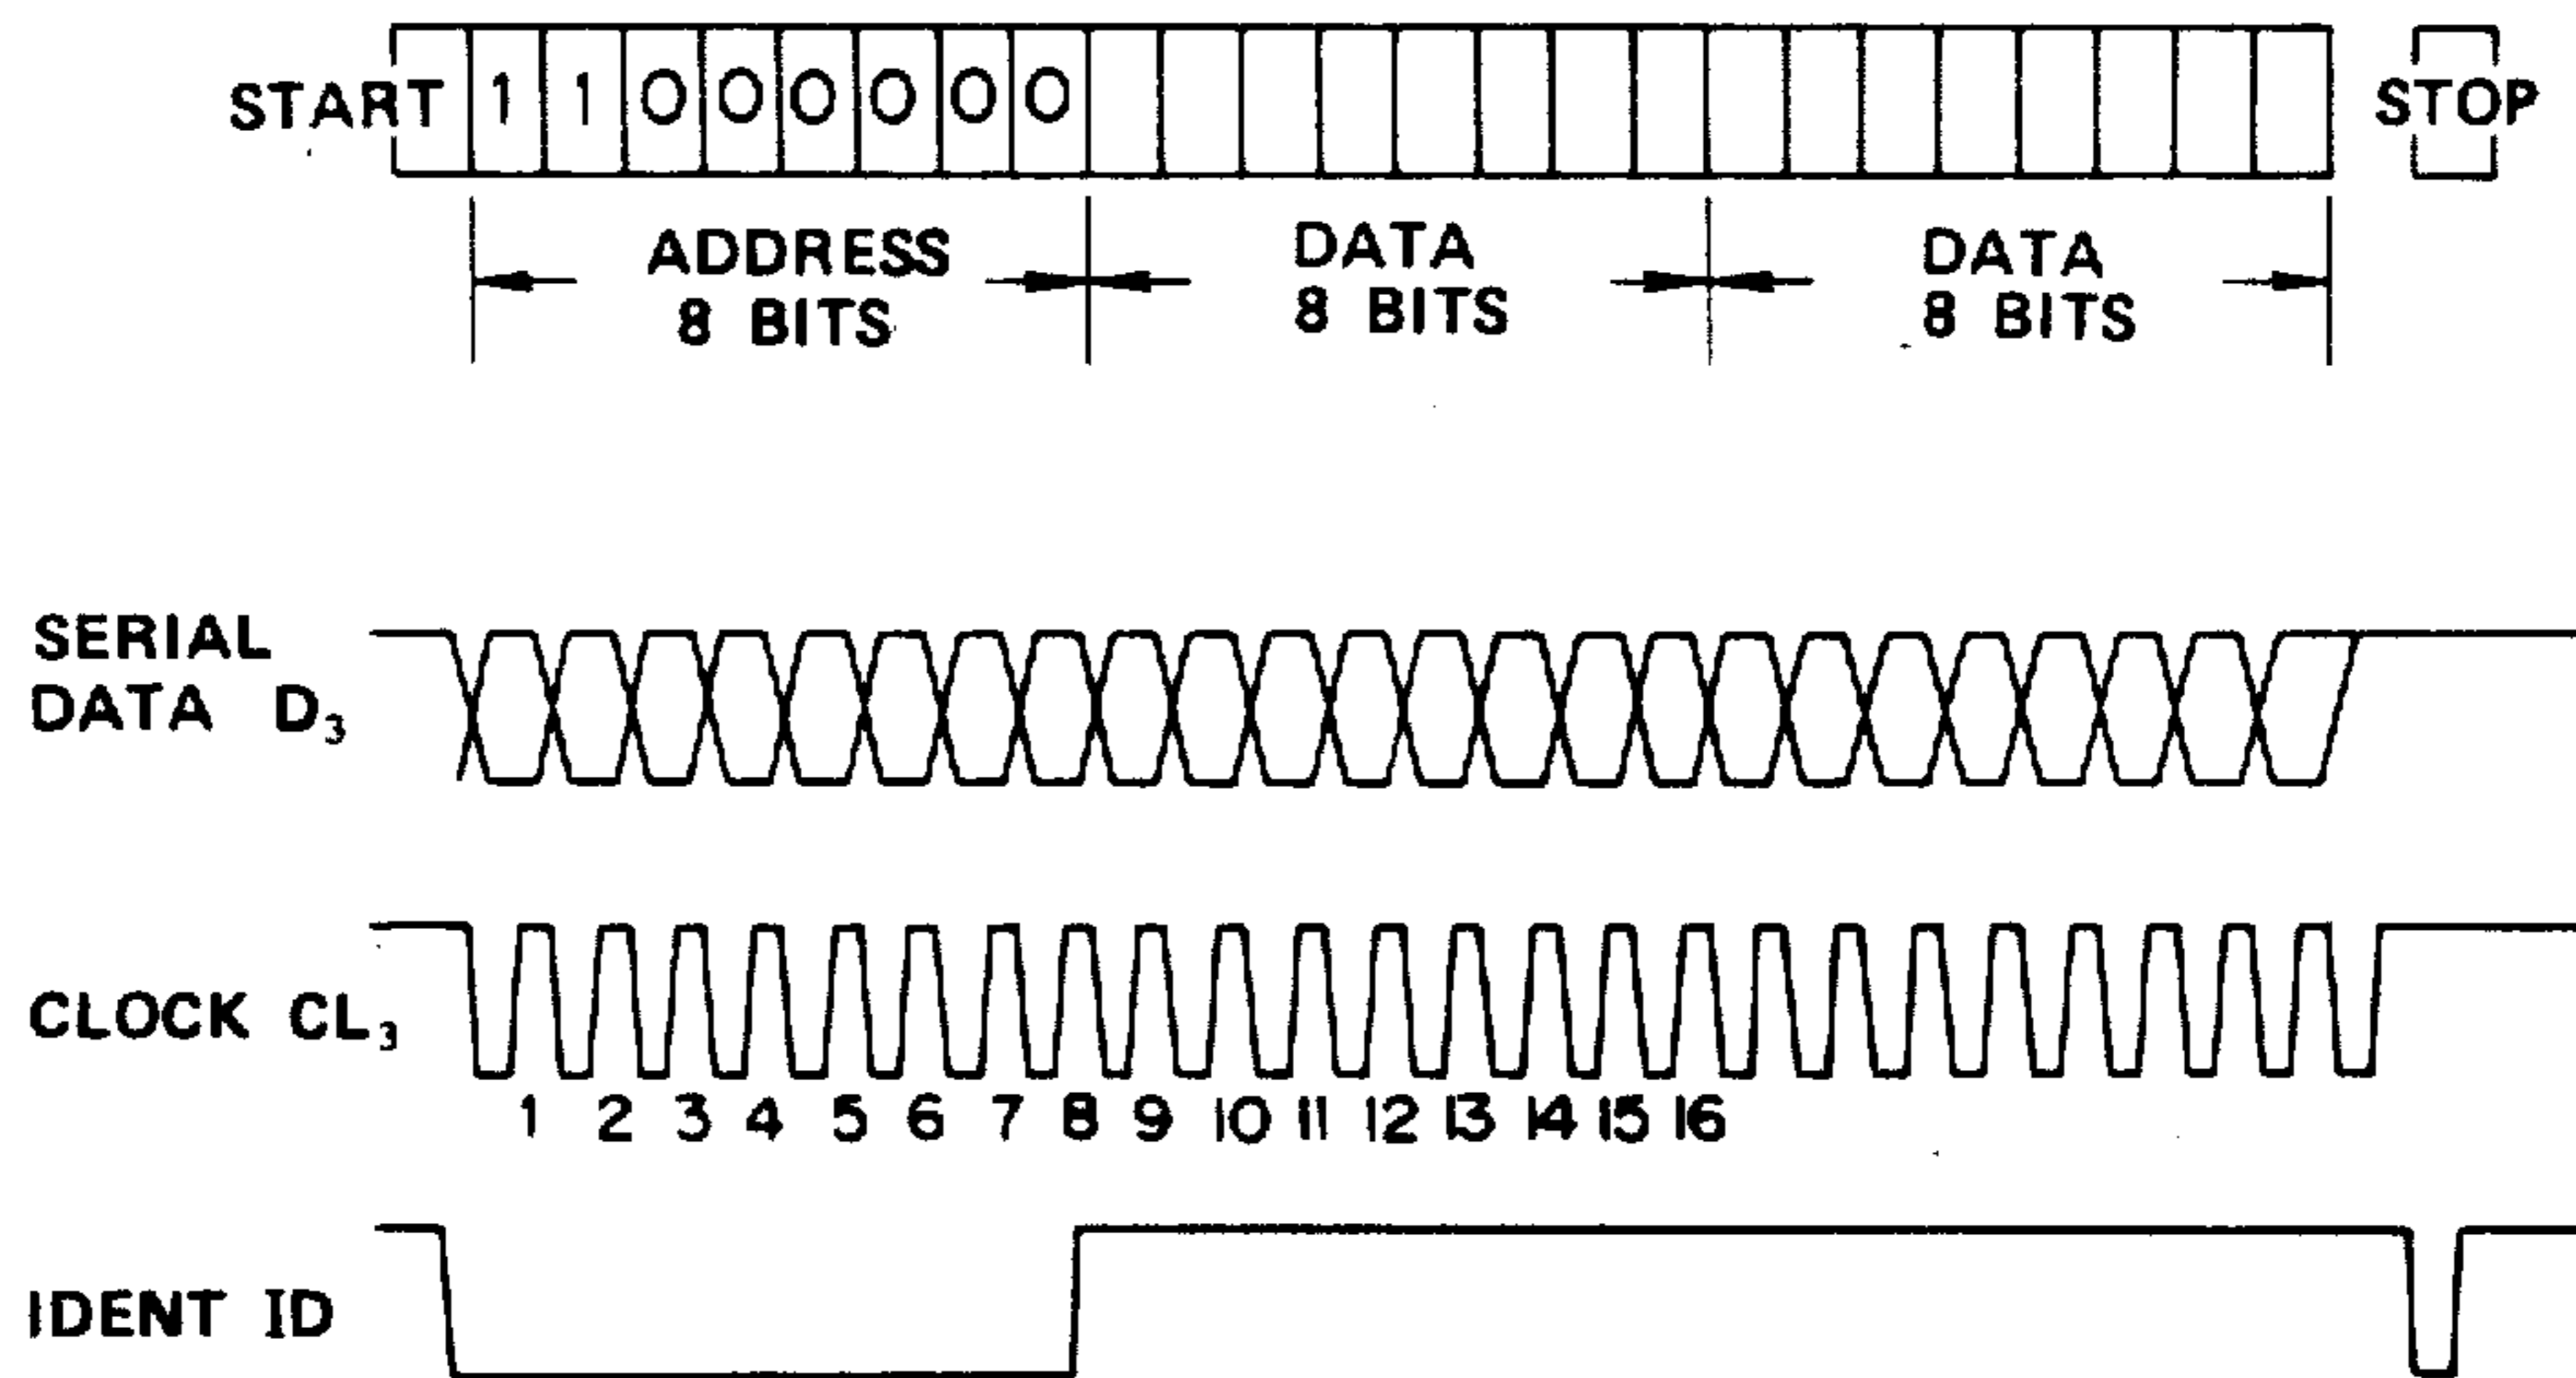 START 1 1 0 0 0 0 0 0 STOP
ADDRESS
8 BITS
DATA
8 BITS
DATA
8 BITS
SERIAL
DATA D₃
CLOCK CL₃
1 2 3 4 5 6 7 8 9 10 11 12 13 14 15 16
IDENT ID